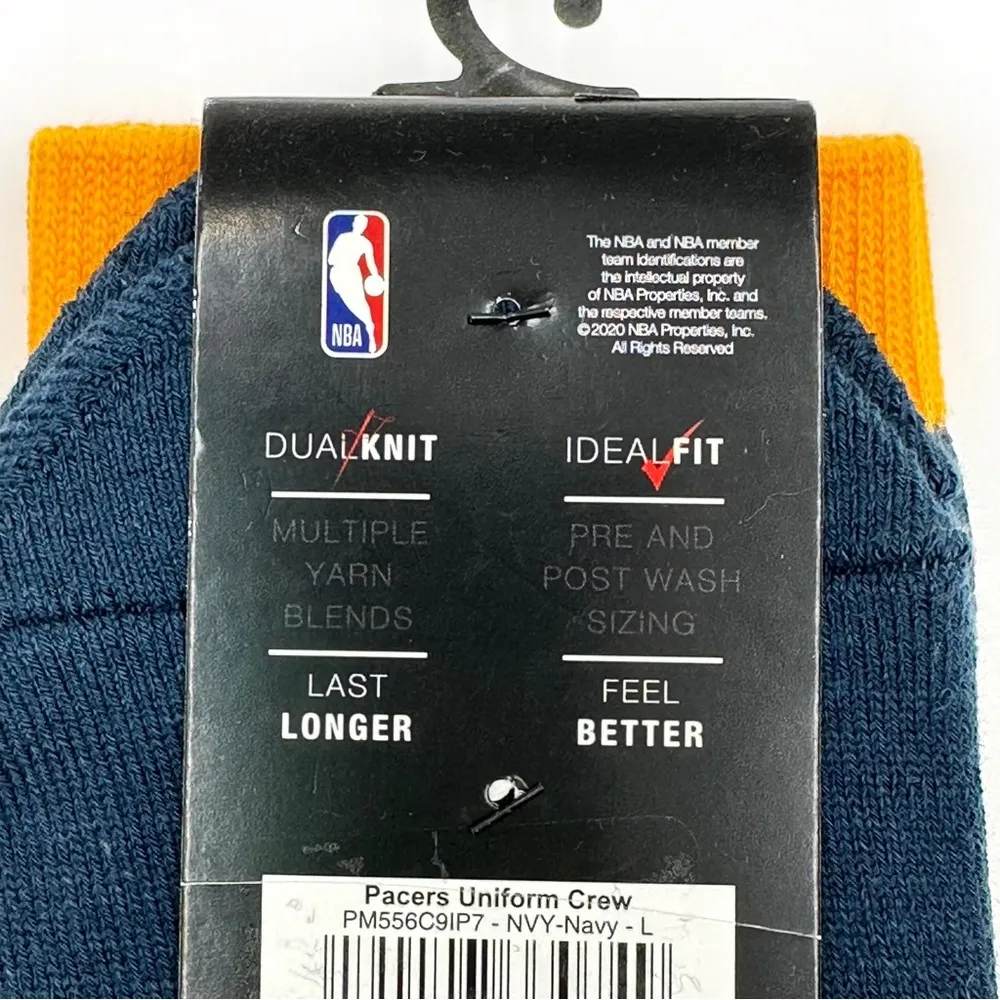 NBA
The NBA and NBA member
team identifications are
the intellectual property
of NBA Properties, Inc. and
the respective member teams.
©2020 NBA Properties, Inc.
All Rights Reserved
DUALKNIT
MULTIPLE
YARN
BLENDS
LAST
LONGER
IDEALFIT
PRE AND
POST WASH
SIZING
FEEL
BETTER
Pacers Uniform Crew
PM556C9IP7 - NVY-Navy - L